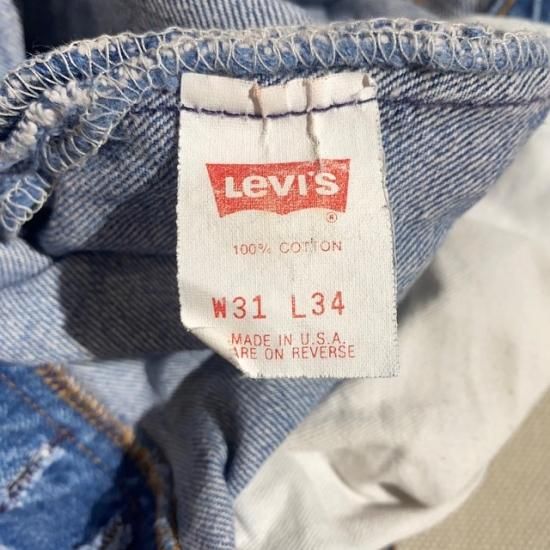 Levi's
®
100% COTTON
W31 L34
MADE IN U.S.A.
ARE ON REVERSE